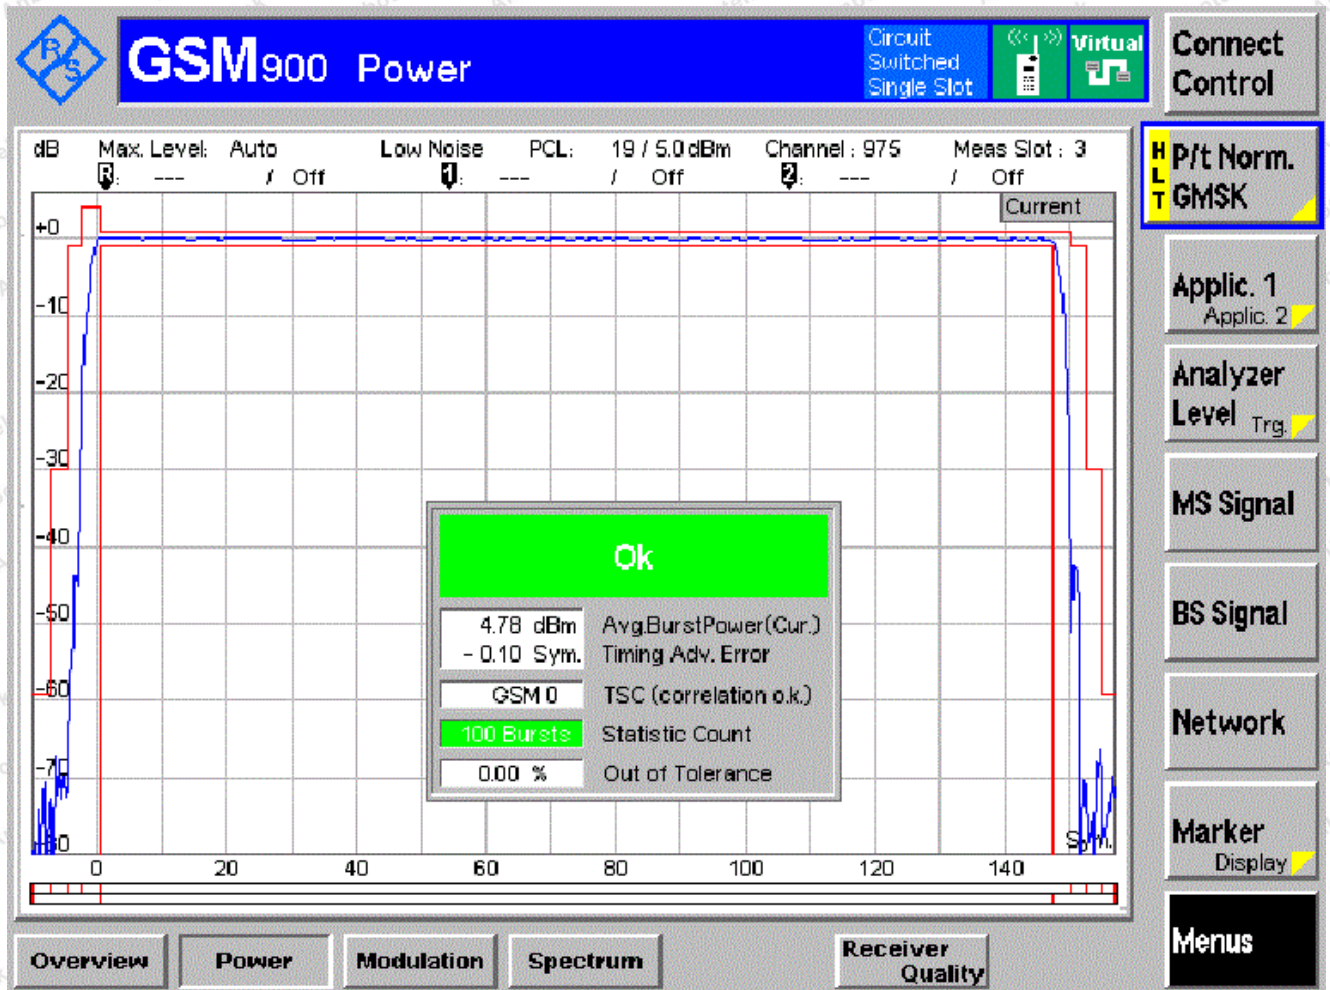 R&S
GSM900 Power
Circuit
Switched
Single Slot
Virtual
Connect
Control
dB Max. Level: Auto Low Noise PCL: 19 / 5.0 dBm Channel : 975 Meas Slot : 3
R: --- / Off 1: --- / Off 2: --- / Off
Current
+0
-10
-20
-30
-40
-50
-60
-70
-80
Ok
4.78 dBm Avg.BurstPower(Cur.)
- 0.10 Sym. Timing Adv. Error
GSM 0 TSC (correlation o.k.)
100 Bursts Statistic Count
0.00 % Out of Tolerance
Sym.
0 20 40 60 80 100 120 140
HLT
P/t Norm.
GMSK
Applic. 1
Applic. 2
Analyzer
Level Trg.
MS Signal
BS Signal
Network
Marker
Display
Menus
Overview Power Modulation Spectrum Receiver
Quality